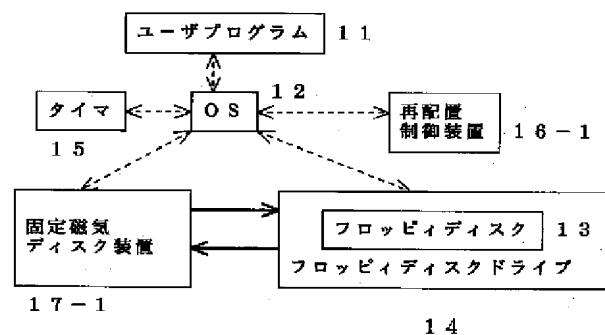 ユーザプログラム
11
12
タイマ
OS
再配置
制御装置
15
16-1
固定磁気
ディスク装置
フロッピィディスク
13
フロッピィディスクドライブ
17-1
14